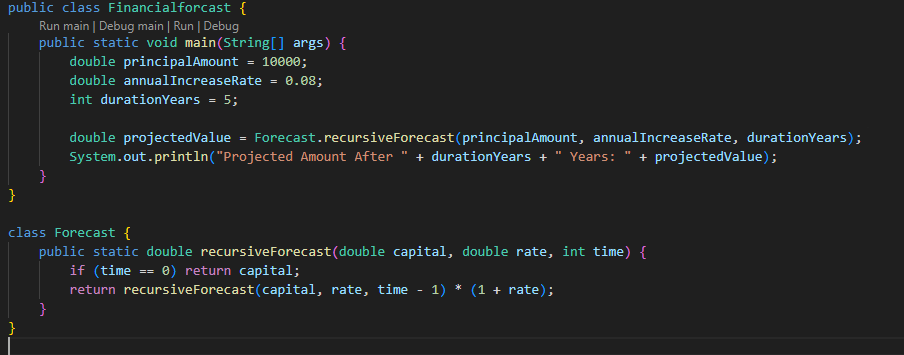 public class Financialforcast {
Run main | Debug main | Run | Debug
public static void main(String[] args) {
double principalAmount = 10000;
double annualIncreaseRate = 0.08;
int durationYears = 5;
double projectedValue = Forecast.recursiveForecast(principalAmount, annualIncreaseRate, durationYears);
System.out.println("Projected Amount After " + durationYears + " Years: " + projectedValue);
}
}
class Forecast {
public static double recursiveForecast(double capital, double rate, int time) {
if (time == 0) return capital;
return recursiveForecast(capital, rate, time - 1) * (1 + rate);
}
}